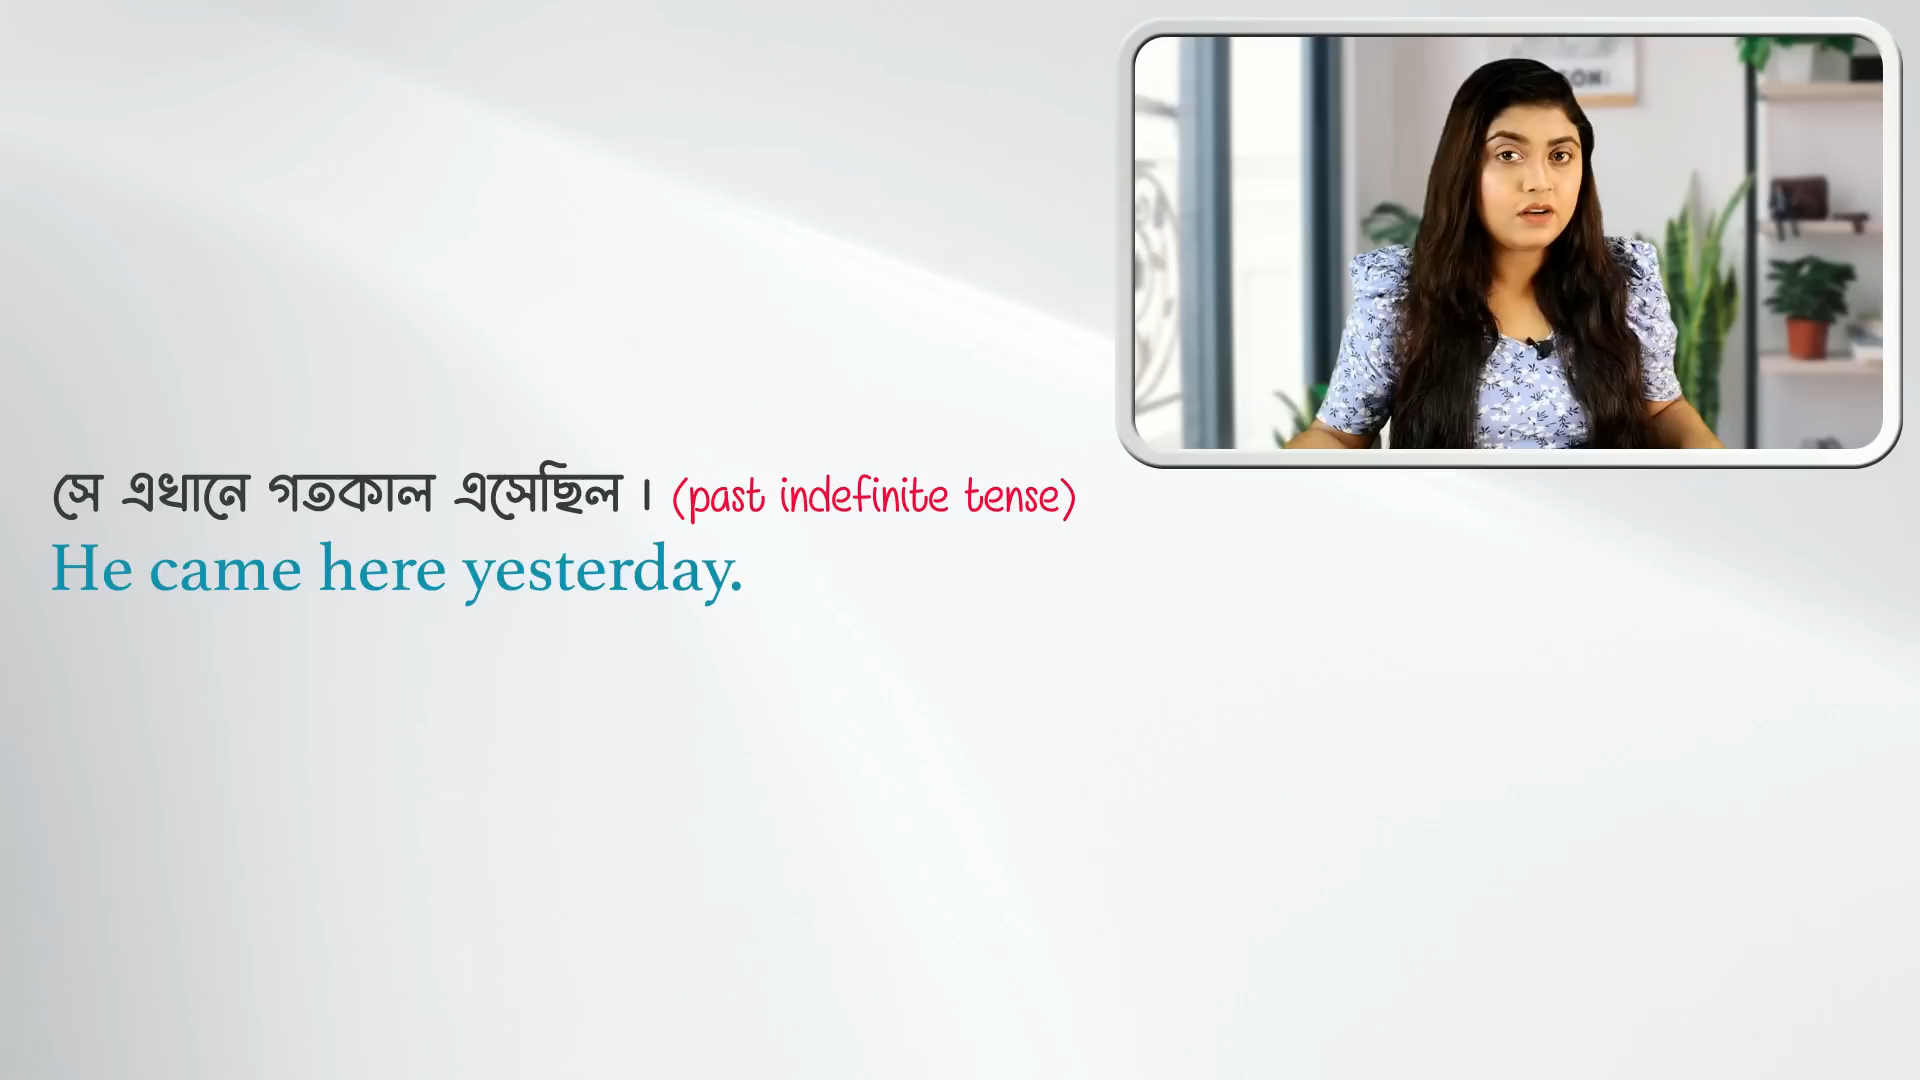 সে এখানে গতকাল এসেছিল । (past indefinite tense)
He came here yesterday.